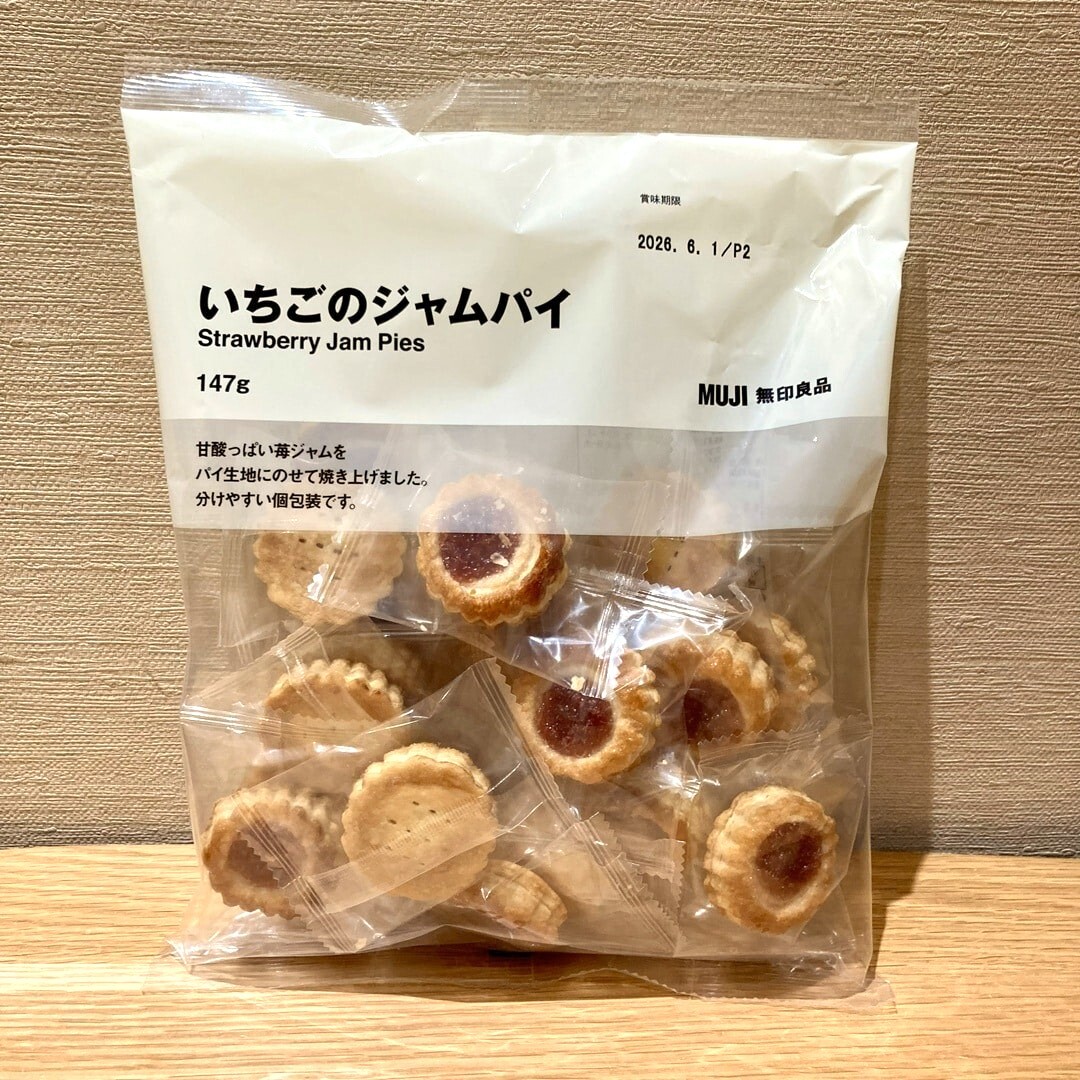 賞味期限
2026. 6. 1/P2
いちごのジャムパイ
Strawberry Jam Pies
147g
MUJI 無印良品
甘酸っぱい苺ジャムを
パイ生地にのせて焼き上げました。
分けやすい個包装です。